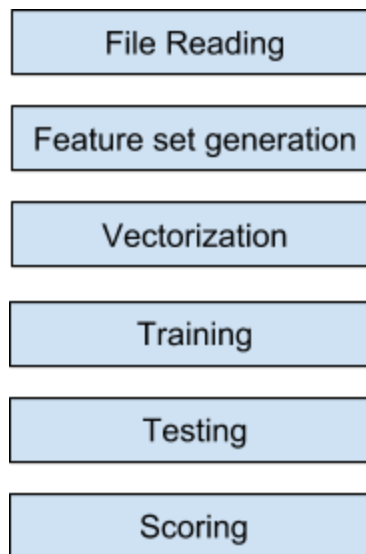 File Reading
Feature set generation
Vectorization
Training
Testing
Scoring